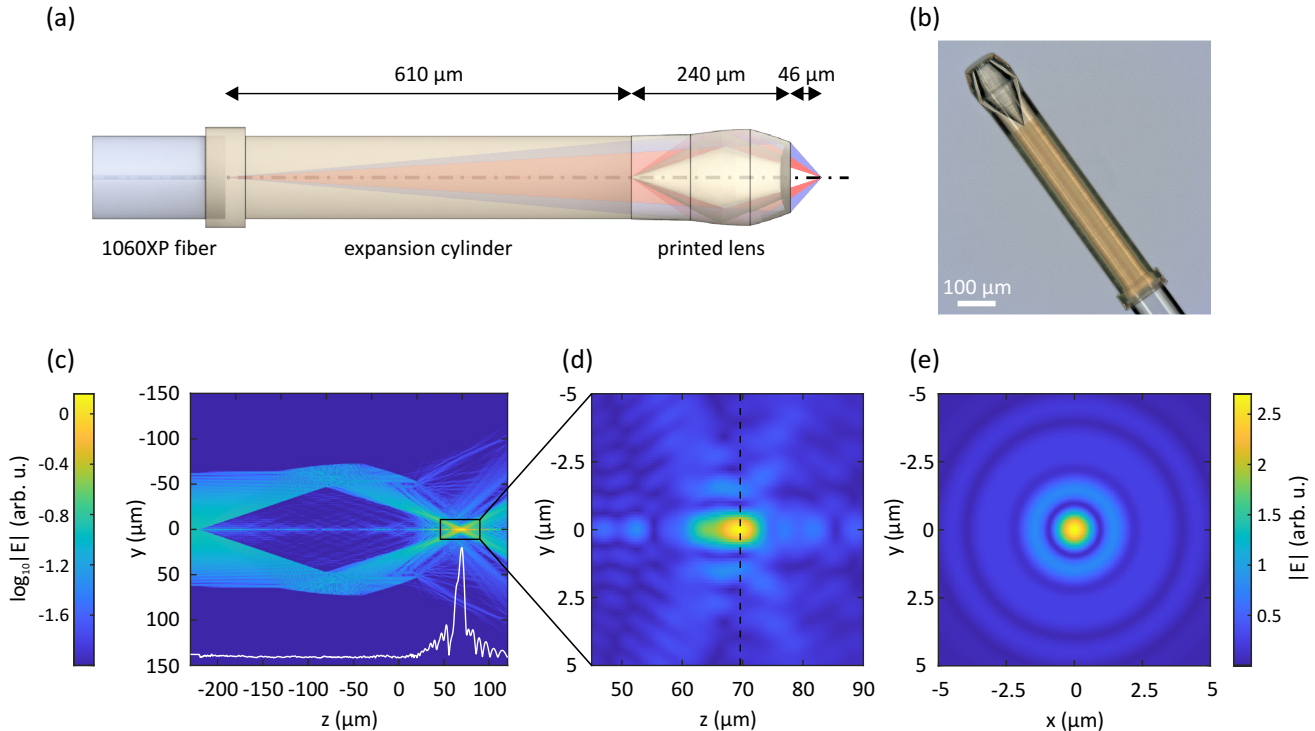 (a)
(b)
610 µm
240 µm
46 µm
1060XP fiber
expansion cylinder
printed lens
100 µm
(c)
(d)
(e)
log₁₀|E| (arb. u.)
0
-0.4
-0.8
-1.2
-1.6
y (µm)
-150
-100
-50
0
50
100
150
-200
-150
-100
-50
0
50
100
z (µm)
y (µm)
-5
-2.5
0
2.5
5
50
60
70
80
90
z (µm)
y (µm)
-5
-2.5
0
2.5
5
-5
-2.5
0
2.5
5
x (µm)
|E| (arb. u.)
2.5
2
1.5
1
0.5